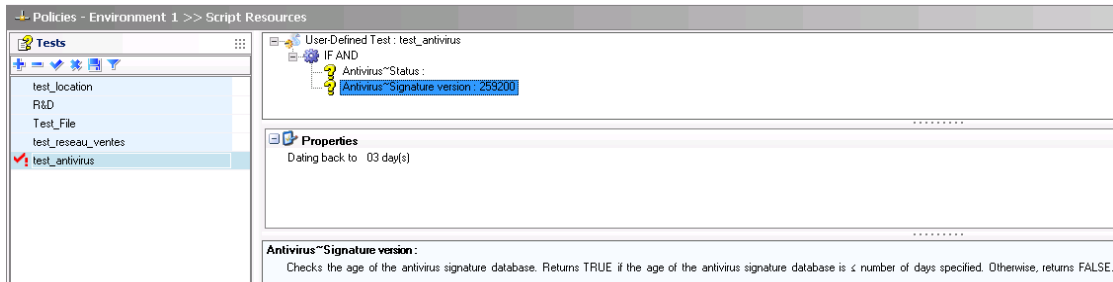 Policies - Environment 1 >> Script Resources
Tests
test_location
R&D
Test_File
test_reseau_ventes
test_antivirus
User-Defined Test : test_antivirus
IF AND
Antivirus~Status :
Antivirus~Signature version : 259200
Properties
Dating back to 03 day(s)
Antivirus~Signature version :
Checks the age of the antivirus signature database. Returns TRUE if the age of the antivirus signature database is ≤ number of days specified. Otherwise, returns FALSE.